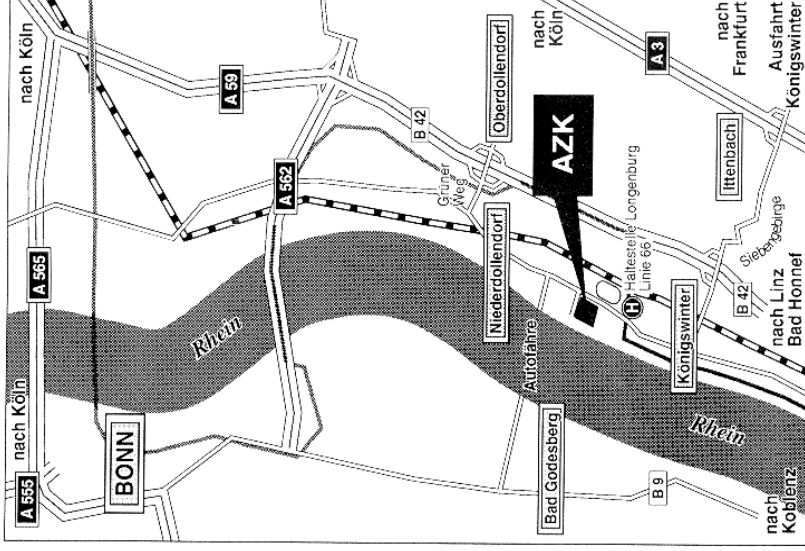 nach Köln
A 555
BONN
A 565
Rhein
nach Köln
A 59
A 562
B 42
Oberdollendorf
Grüner
Weg
Niederdollendorf
nach
Köln
A 3
nach
Frankfurt
Ausfahrt
Königswinter
AZK
Ittenbach
H
Haltestelle Longenburg
Linie 66
Siebengebirge
Autofähre
Königswinter
B 42
nach Linz
Bad Honnef
Bad Godesberg
Rhein
B 9
nach
Koblenz